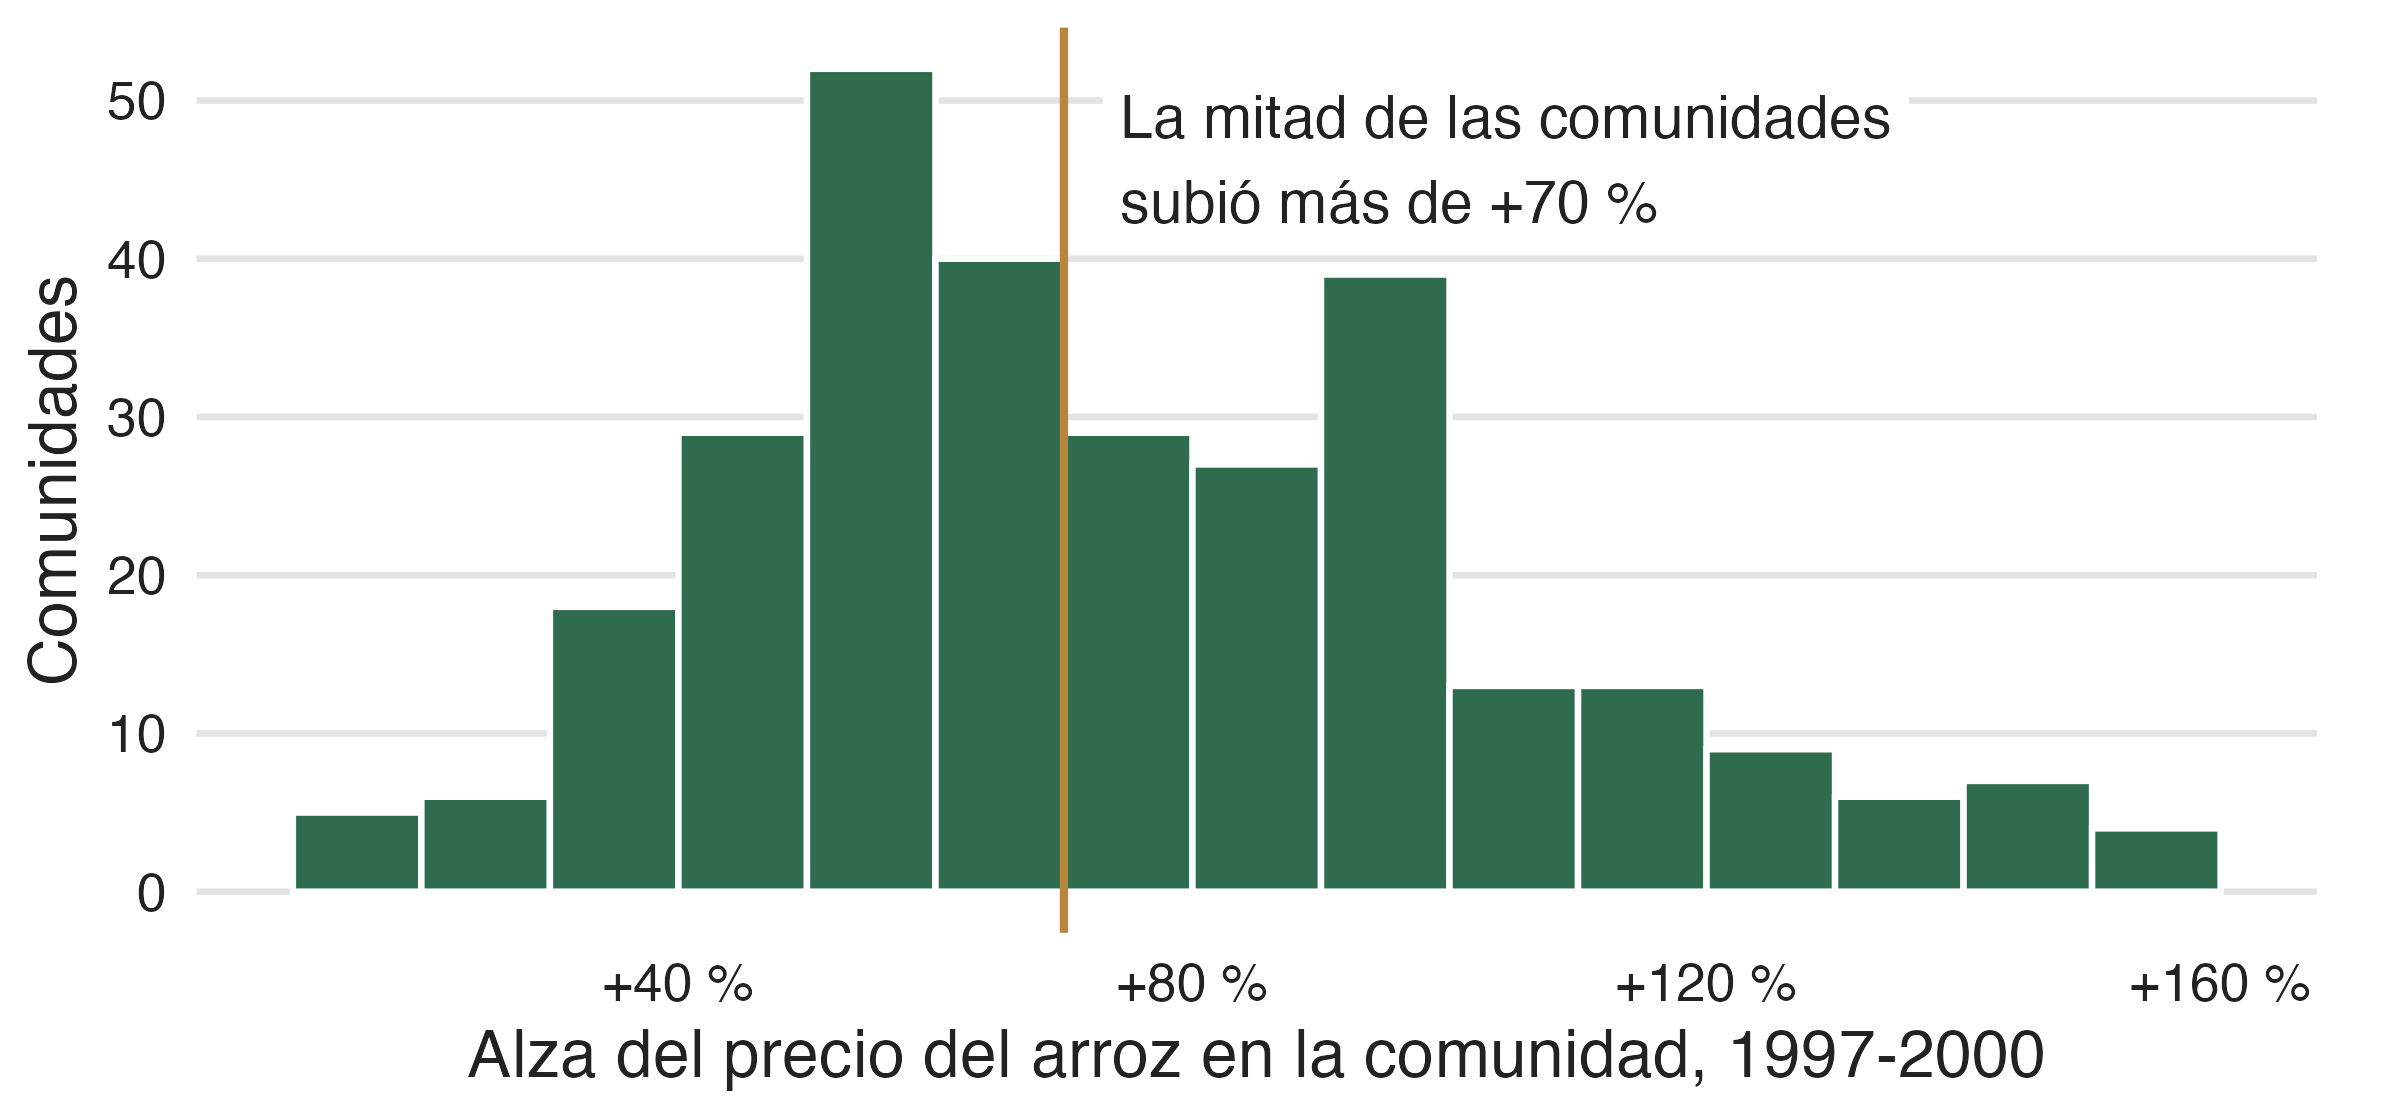 La mitad de las comunidades
subió más de +70 %
Comunidades
50
40
30
20
10
0
+40 %
+80 %
+120 %
+160 %
Alza del precio del arroz en la comunidad, 1997-2000